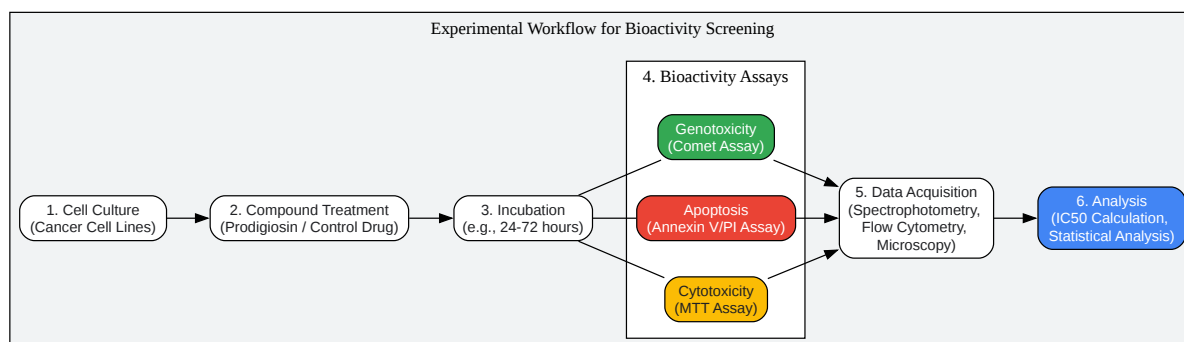 Experimental Workflow for Bioactivity Screening
1. Cell Culture
(Cancer Cell Lines)
2. Compound Treatment
(Prodigiosin / Control Drug)
3. Incubation
(e.g., 24-72 hours)
4. Bioactivity Assays
Genotoxicity
(Comet Assay)
Apoptosis
(Annexin V/PI Assay)
Cytotoxicity
(MTT Assay)
5. Data Acquisition
(Spectrophotometry,
Flow Cytometry,
Microscopy)
6. Analysis
(IC50 Calculation,
Statistical Analysis)